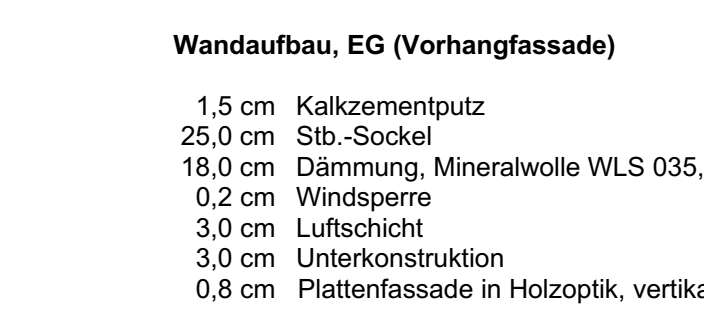 Wandaufbau, EG (Vorhangfassade)
1,5 cm Kalkzementputz
25,0 cm Stb.-Sockel
18,0 cm Dämmung, Mineralwolle WLS 035,
0,2 cm Windsperre
3,0 cm Luftschicht
3,0 cm Unterkonstruktion
0,8 cm Plattenfassade in Holzoptik,